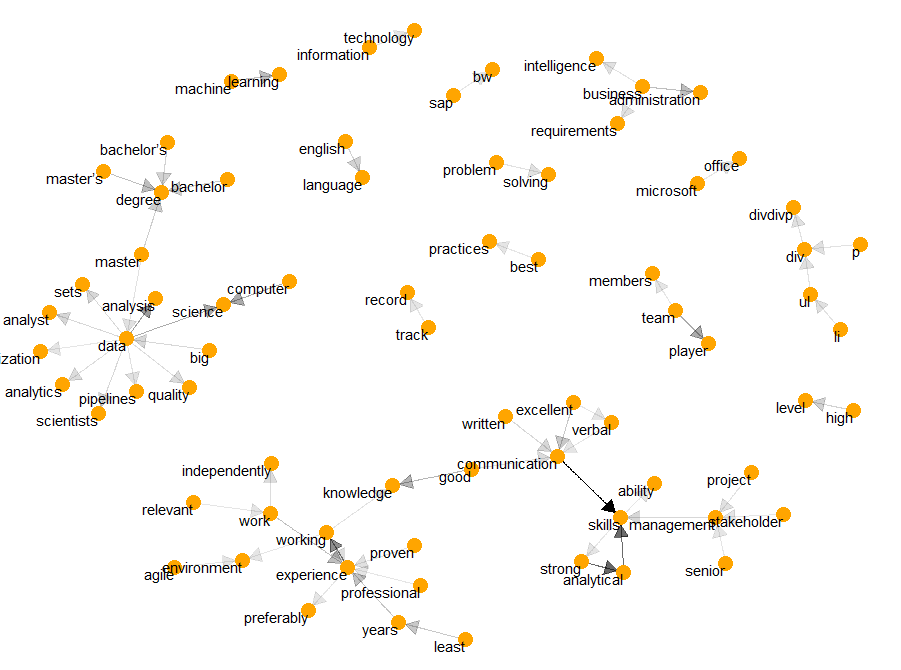 technology
information
learning
machine
bw
sap
intelligence
business
administration
requirements
bachelor's
master's
bachelor
degree
english
language
problem
solving
office
microsoft
divdivp
div
p
ul
li
practices
best
members
team
player
record
track
master
sets
analysis
computer
science
analyst
data
ization
big
analytics
pipelines
quality
scientists
level
high
written
excellent
verbal
communication
good
knowledge
independently
relevant
work
working
environment
agile
experience
proven
professional
preferably
years
least
ability
project
skills
management
stakeholder
strong
analytical
senior